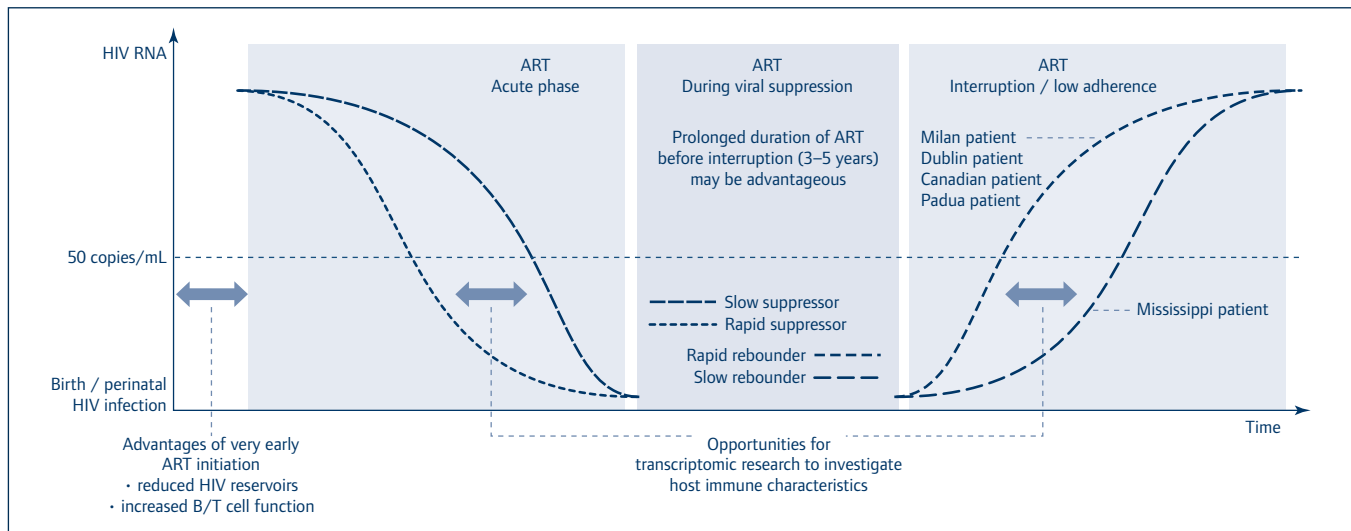 HIV RNA
ART
Acute phase
ART
During viral suppression
Prolonged duration of ART
before interruption (3–5 years)
may be advantageous
ART
Interruption / low adherence
Milan patient
Dublin patient
Canadian patient
Padua patient
50 copies/mL
Slow suppressor
Rapid suppressor
Rapid rebounder
Slow rebounder
Mississippi patient
Birth / perinatal
HIV infection
Time
Advantages of very early
ART initiation
· reduced HIV reservoirs
· increased B/T cell function
Opportunities for
transcriptomic research to investigate
host immune characteristics